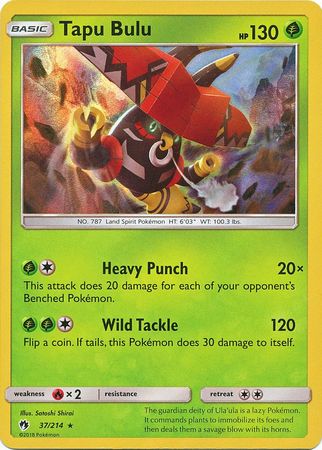 BASIC Tapu Bulu HP 130
NO. 787 Land Spirit Pokémon HT: 6'03" WT: 100.3 lbs.
Heavy Punch 20×
This attack does 20 damage for each of your opponent's
Benched Pokémon.
Wild Tackle 120
Flip a coin. If tails, this Pokémon does 30 damage to itself.
weakness × 2 resistance retreat
Illus. Satoshi Shirai
37/214 ★
©2018 Pokémon
The guardian deity of Ula'ula is a lazy Pokémon.
It commands plants to immobilize its foes and
then deals them a savage blow with its horns.